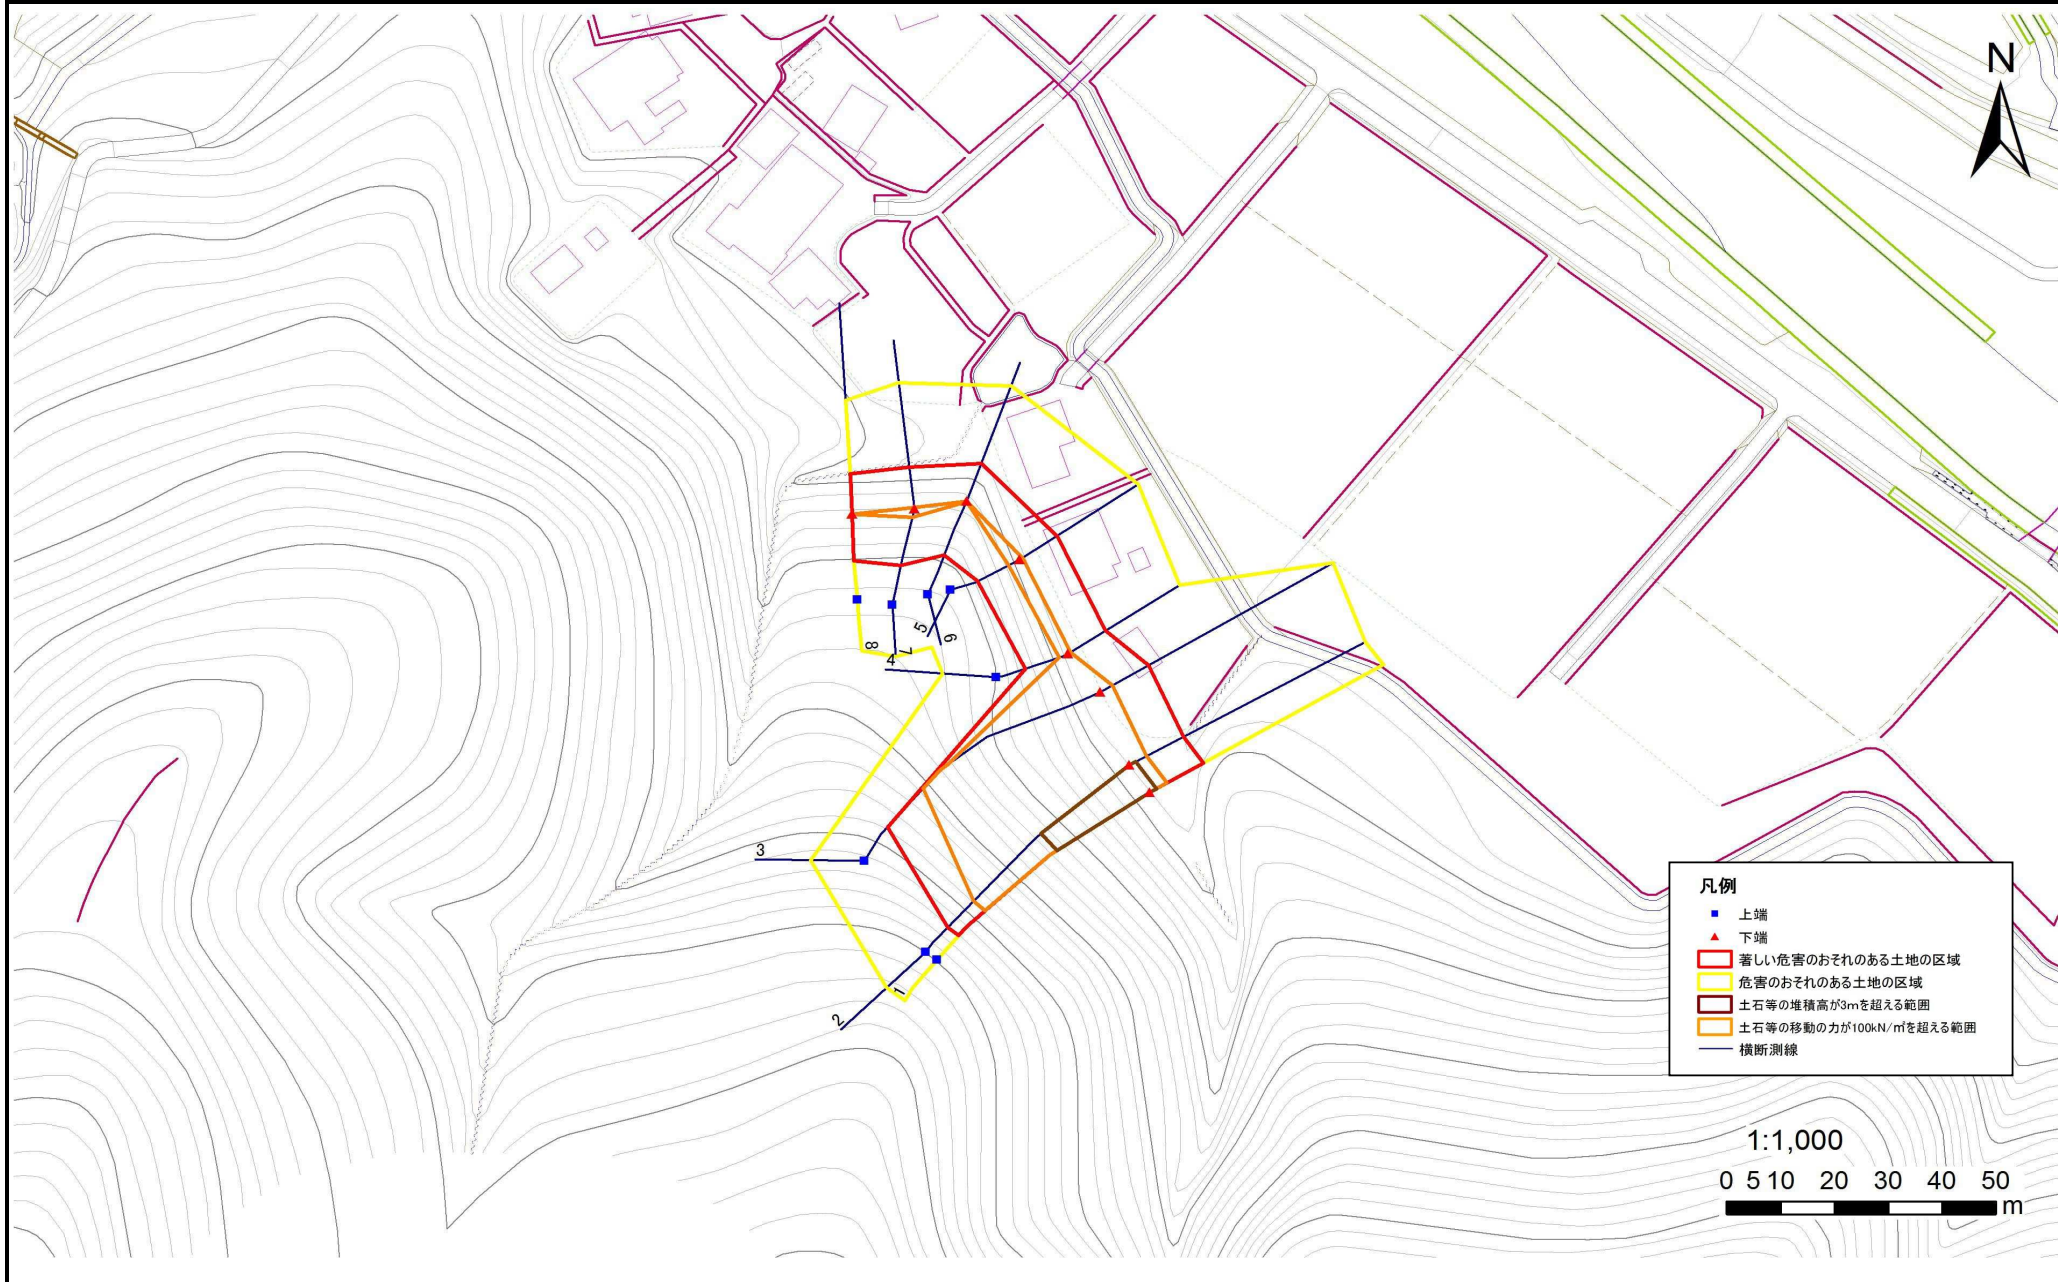 N
8
7
5
6
4
3
1
2
凡例
上端
下端
著しい危害のおそれのある土地の区域
危害のおそれのある土地の区域
土石等の堆積高が3mを超える範囲
土石等の移動の力が100kN/㎡を超える範囲
横断測線
1:1,000
0 5 10 20 30 40 50
m